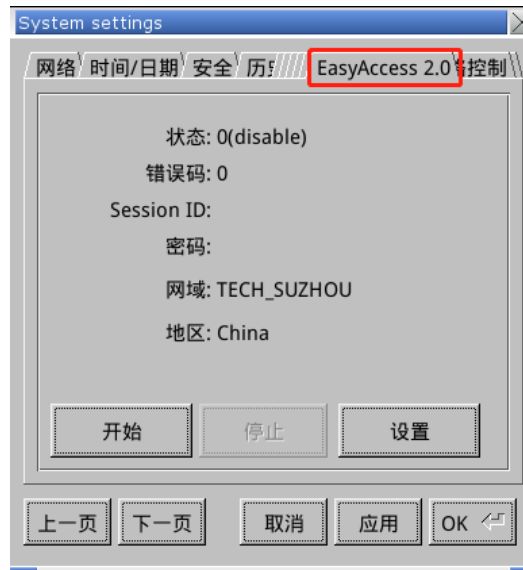 System settings
网络 时间/日期 安全 历 EasyAccess 2.0 控制
状态: 0(disable)
错误码: 0
Session ID:
密码:
网域: TECH_SUZHOU
地区: China
开始 停止 设置
上一页 下一页 取消 应用 OK